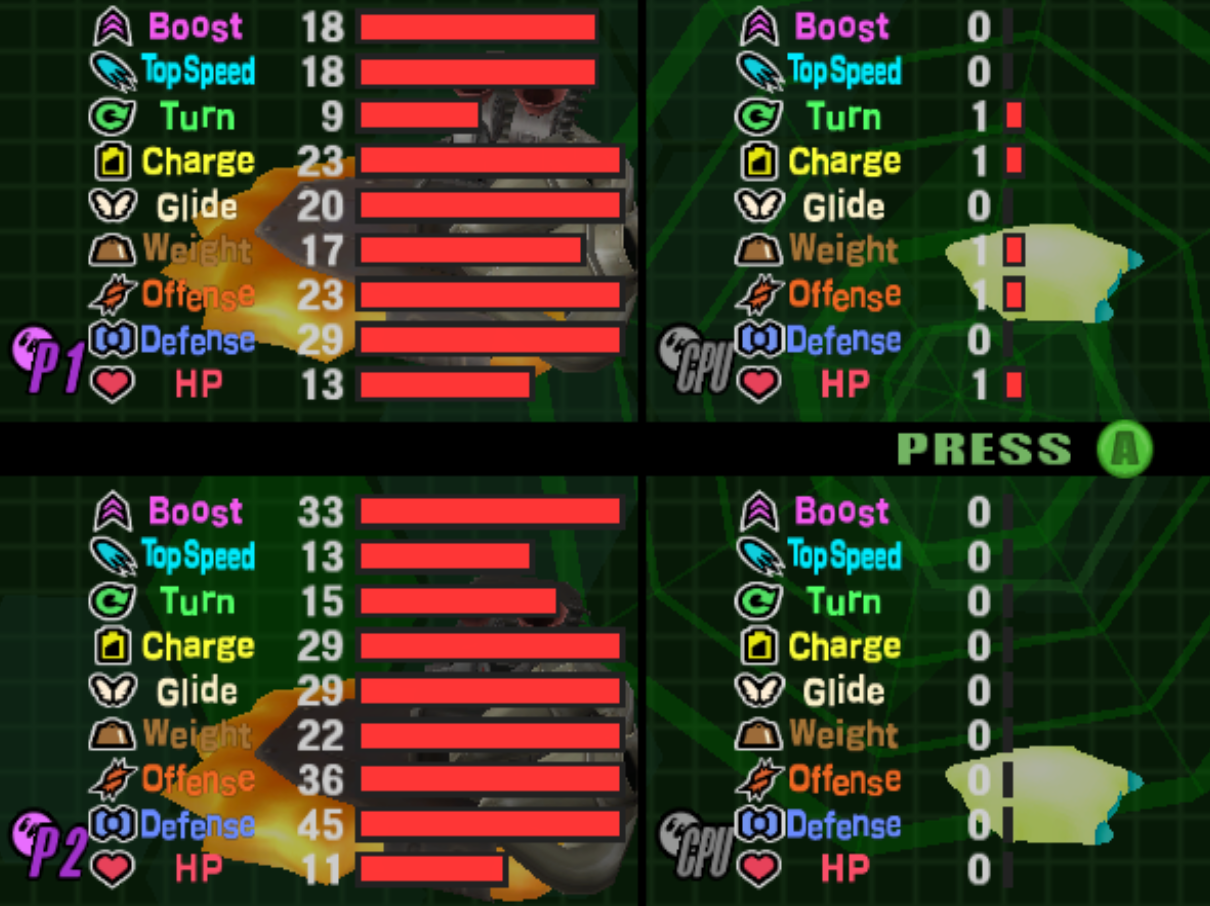 Boost 18
TopSpeed 18
Turn 9
Charge 23
Glide 20
Weight 17
Offense 23
Defense 29
HP 13
P1
Boost 0
TopSpeed 0
Turn 1
Charge 1
Glide 0
Weight 1
Offense 1
Defense 0
HP 1
CPU
PRESS A
Boost 33
TopSpeed 13
Turn 15
Charge 29
Glide 29
Weight 22
Offense 36
Defense 45
HP 11
P2
Boost 0
TopSpeed 0
Turn 0
Charge 0
Glide 0
Weight 0
Offense 0
Defense 0
HP 0
CPU